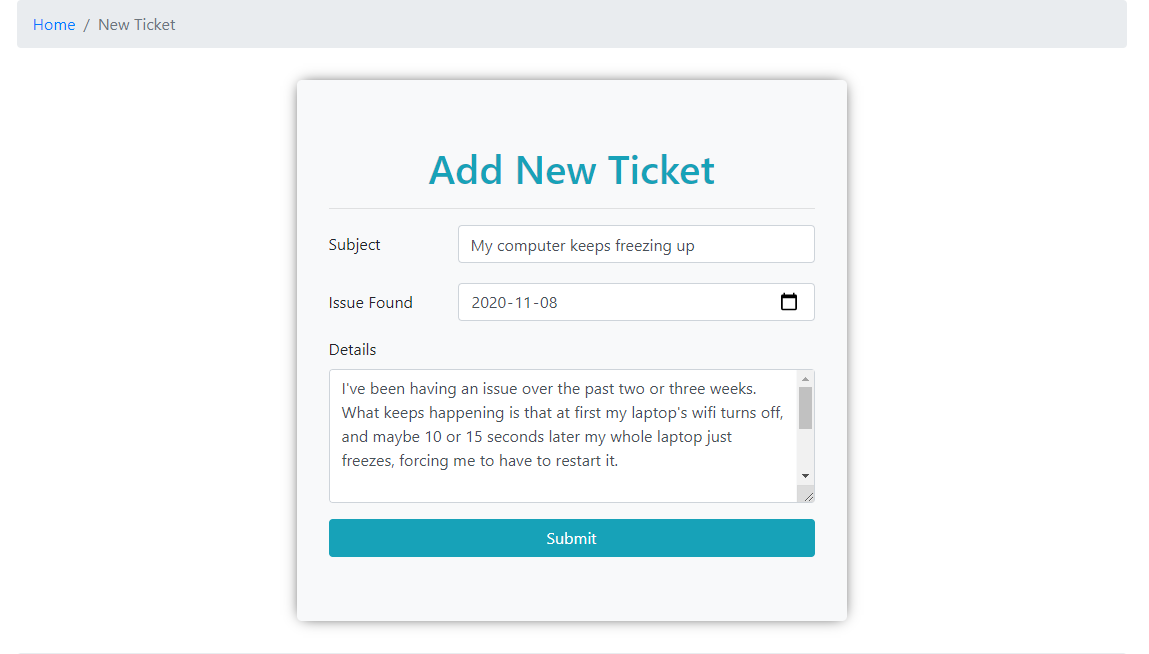 Home / New Ticket
Add New Ticket
Subject
My computer keeps freezing up
Issue Found
2020-11-08
Details
I've been having an issue over the past two or three weeks.
What keeps happening is that at first my laptop's wifi turns off,
and maybe 10 or 15 seconds later my whole laptop just
freezes, forcing me to have to restart it.
Submit